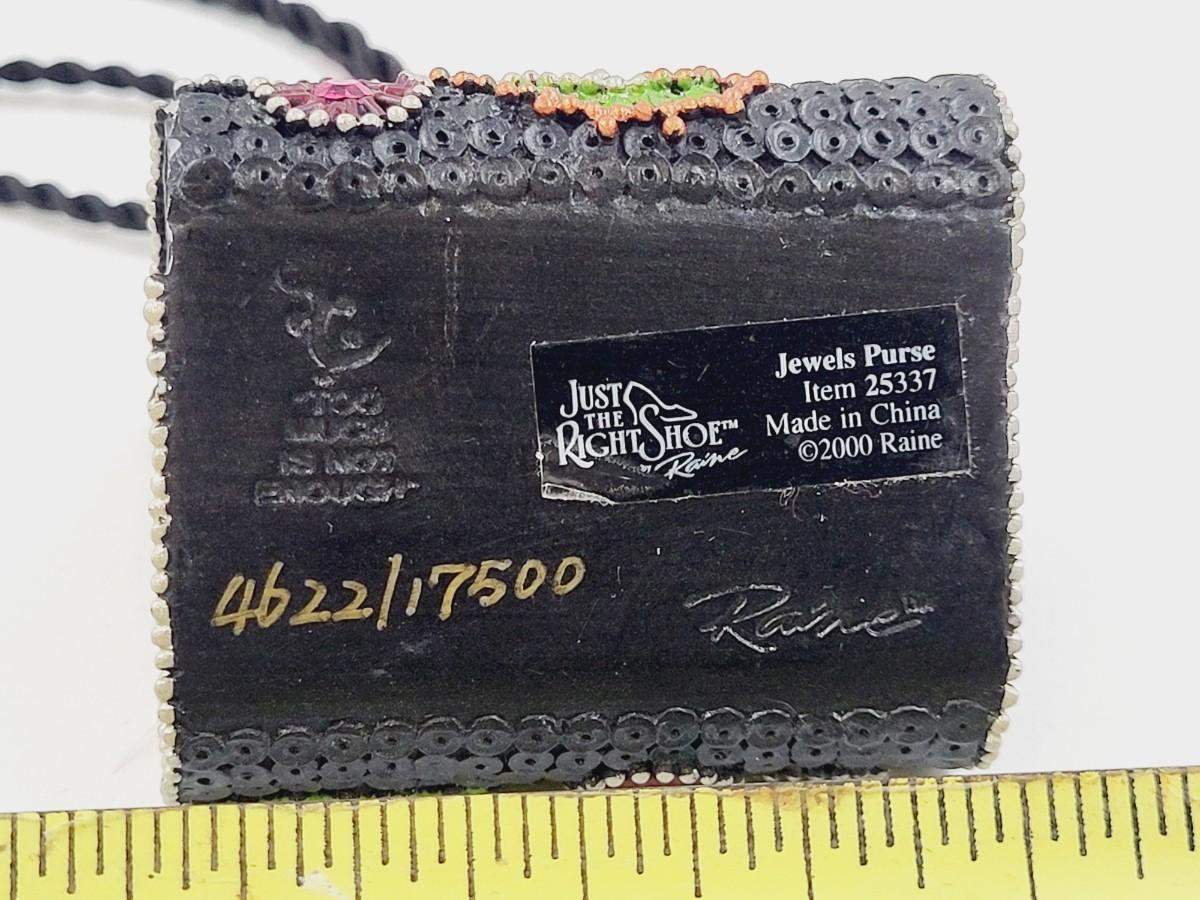 "TOO
MUCH
IS NOT
ENOUGH"
JUST
THE
RIGHT SHOE™
by Raine
Jewels Purse
Item 25337
Made in China
©2000 Raine
4622/17500
Raine™